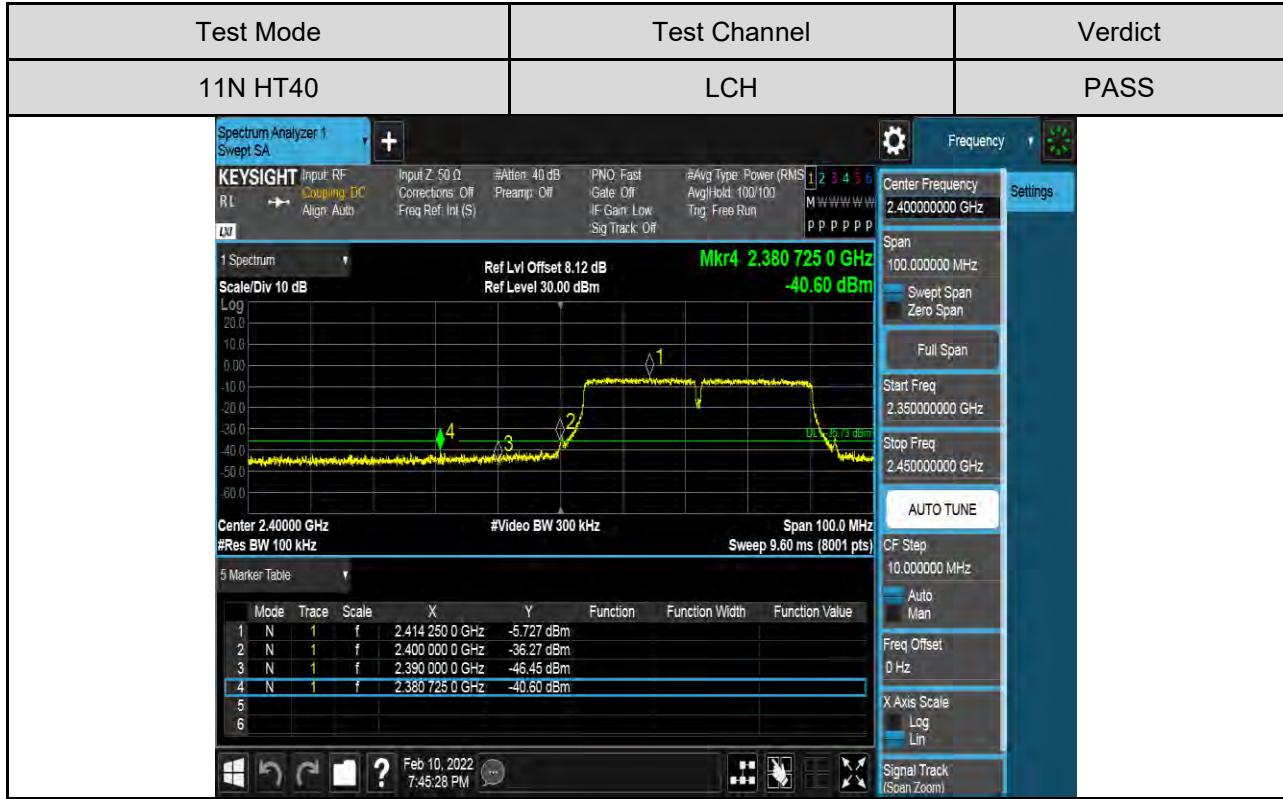 Test Mode Test Channel Verdict
11N HT40 LCH PASS
Spectrum Analyzer 1
Swept SA
+
Frequency
KEYSIGHT Input: RF Input Z: 50 Ω #Atten: 40 dB PNO: Fast #Avg Type: Power (RMS 1 2 3 4 5 6
RL Coupling: DC Corrections: Off Preamp: Off Gate: Off Avg|Hold: 100/100 M W W W W W
Align: Auto Freq Ref: Int (S) IF Gain: Low Trig: Free Run
LXI Sig Track: Off P P P P P P
Center Frequency Settings
2.400000000 GHz
Span
100.000000 MHz
Swept Span
Zero Span
Full Span
Start Freq
2.350000000 GHz
Stop Freq
2.450000000 GHz
AUTO TUNE
CF Step
10.000000 MHz
Auto
Man
Freq Offset
0 Hz
X Axis Scale
Log
Lin
Signal Track
(Span Zoom)
1 Spectrum Ref Lvl Offset 8.12 dB Mkr4 2.380 725 0 GHz
Scale/Div 10 dB Ref Level 30.00 dBm -40.60 dBm
Log
20.0
10.0
0.00
-10.0
-20.0
-30.0
-40.0
-50.0
-60.0
1
2
3
4
DL1 -35.73 dBm
Center 2.40000 GHz #Video BW 300 kHz Span 100.0 MHz
#Res BW 100 kHz Sweep 9.60 ms (8001 pts)
5 Marker Table
Mode Trace Scale X Y Function Function Width Function Value
1 N 1 f 2.414 250 0 GHz -5.727 dBm
2 N 1 f 2.400 000 0 GHz -36.27 dBm
3 N 1 f 2.390 000 0 GHz -46.45 dBm
4 N 1 f 2.380 725 0 GHz -40.60 dBm
5
6
? Feb 10, 2022
7:45:28 PM